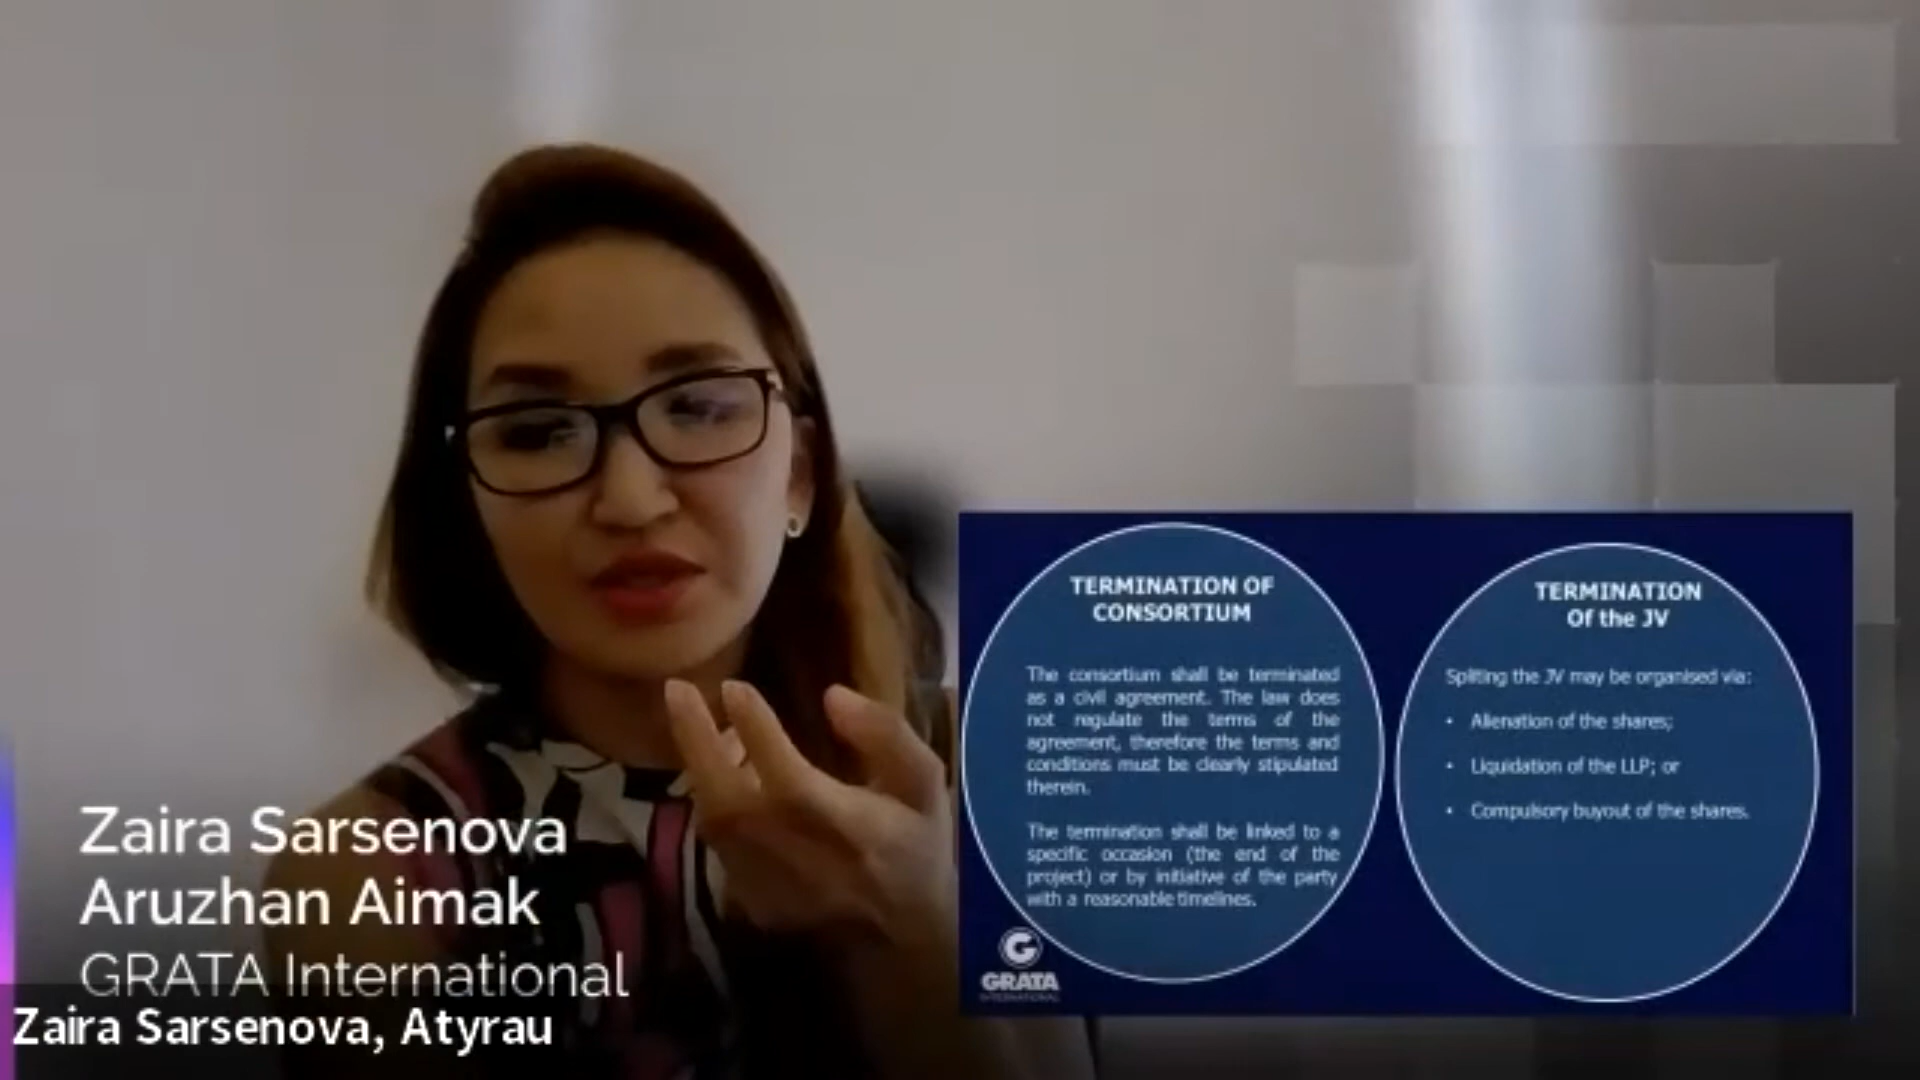 TERMINATION OF
CONSORTIUM
The consortium shall be terminated
as a civil agreement. The law does
not regulate the terms of the
agreement, therefore the terms and
conditions must be clearly stipulated
therein.
The termination shall be linked to a
specific occasion (the end of the
project) or by initiative of the party
with a reasonable timelines.
TERMINATION
Of the JV
Spliting the JV may be organised via:
• Alienation of the shares;
• Liquidation of the LLP; or
• Compulsory buyout of the shares.
G
GRATA
INTERNATIONAL
Zaira Sarsenova
Aruzhan Aimak
GRATA International
Zaira Sarsenova, Atyrau